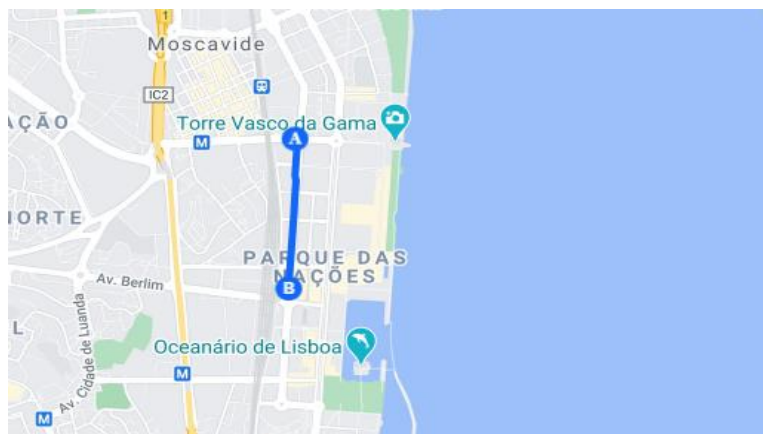 Moscavide
IC2
AÇÃO
Torre Vasco da Gama
A
M
NORTE
PARQUE DAS
NAÇÕES
B
Av. Berlim
L
Oceanário de Lisboa
M
Av. Cidade de Luanda
M